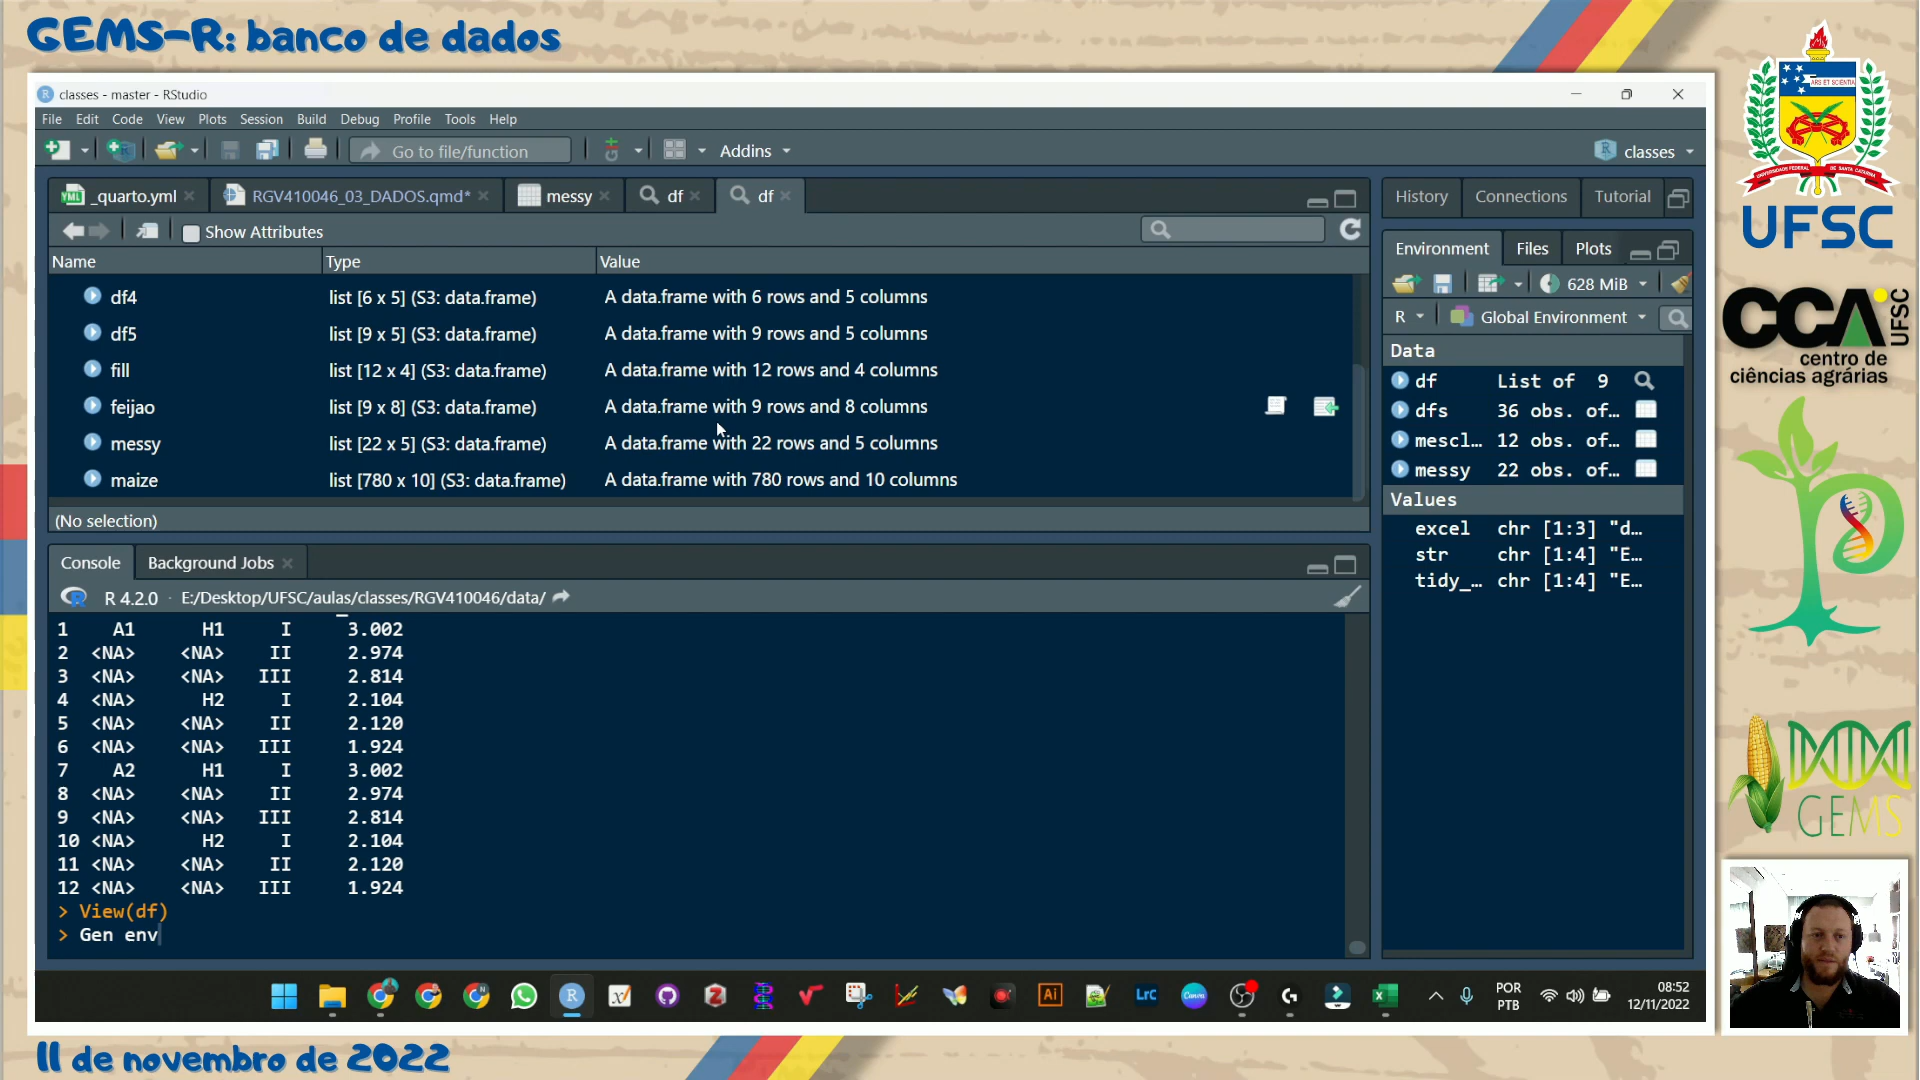 GEMS-R: banco de dados
classes - master - RStudio
File Edit Code View Plots Session Build Debug Profile Tools Help
Go to file/function
Addins
classes
_quarto.yml
RGV410046_03_DADOS.qmd*
messy
df
df
Show Attributes
Name Type Value
df4 list [6 x 5] (S3: data.frame) A data.frame with 6 rows and 5 columns
df5 list [9 x 5] (S3: data.frame) A data.frame with 9 rows and 5 columns
fill list [12 x 4] (S3: data.frame) A data.frame with 12 rows and 4 columns
feijao list [9 x 8] (S3: data.frame) A data.frame with 9 rows and 8 columns
messy list [22 x 5] (S3: data.frame) A data.frame with 22 rows and 5 columns
maize list [780 x 10] (S3: data.frame) A data.frame with 780 rows and 10 columns
(No selection)
Console Background Jobs
R 4.2.0 · E:/Desktop/UFSC/aulas/classes/RGV410046/data/
1 A1 H1 I 3.002
2 <NA> <NA> II 2.974
3 <NA> <NA> III 2.814
4 <NA> H2 I 2.104
5 <NA> <NA> II 2.120
6 <NA> <NA> III 1.924
7 A2 H1 I 3.002
8 <NA> <NA> II 2.974
9 <NA> <NA> III 2.814
10 <NA> H2 I 2.104
11 <NA> <NA> II 2.120
12 <NA> <NA> III 1.924
> View(df)
> Gen env
History Connections Tutorial
Environment Files Plots
628 MiB
R Global Environment
Data
df List of 9
dfs 36 obs. of…
mescl… 12 obs. of…
messy 22 obs. of…
Values
excel chr [1:3] "d…
str chr [1:4] "E…
tidy_… chr [1:4] "E…
POR
PTB
08:52
12/11/2022
ARS ET SCIENTIA
UNIVERSIDADE FEDERAL DE SANTA CATARINA
UFSC
CCA UFSC
centro de
ciências agrárias
GEMS
11 de novembro de 2022